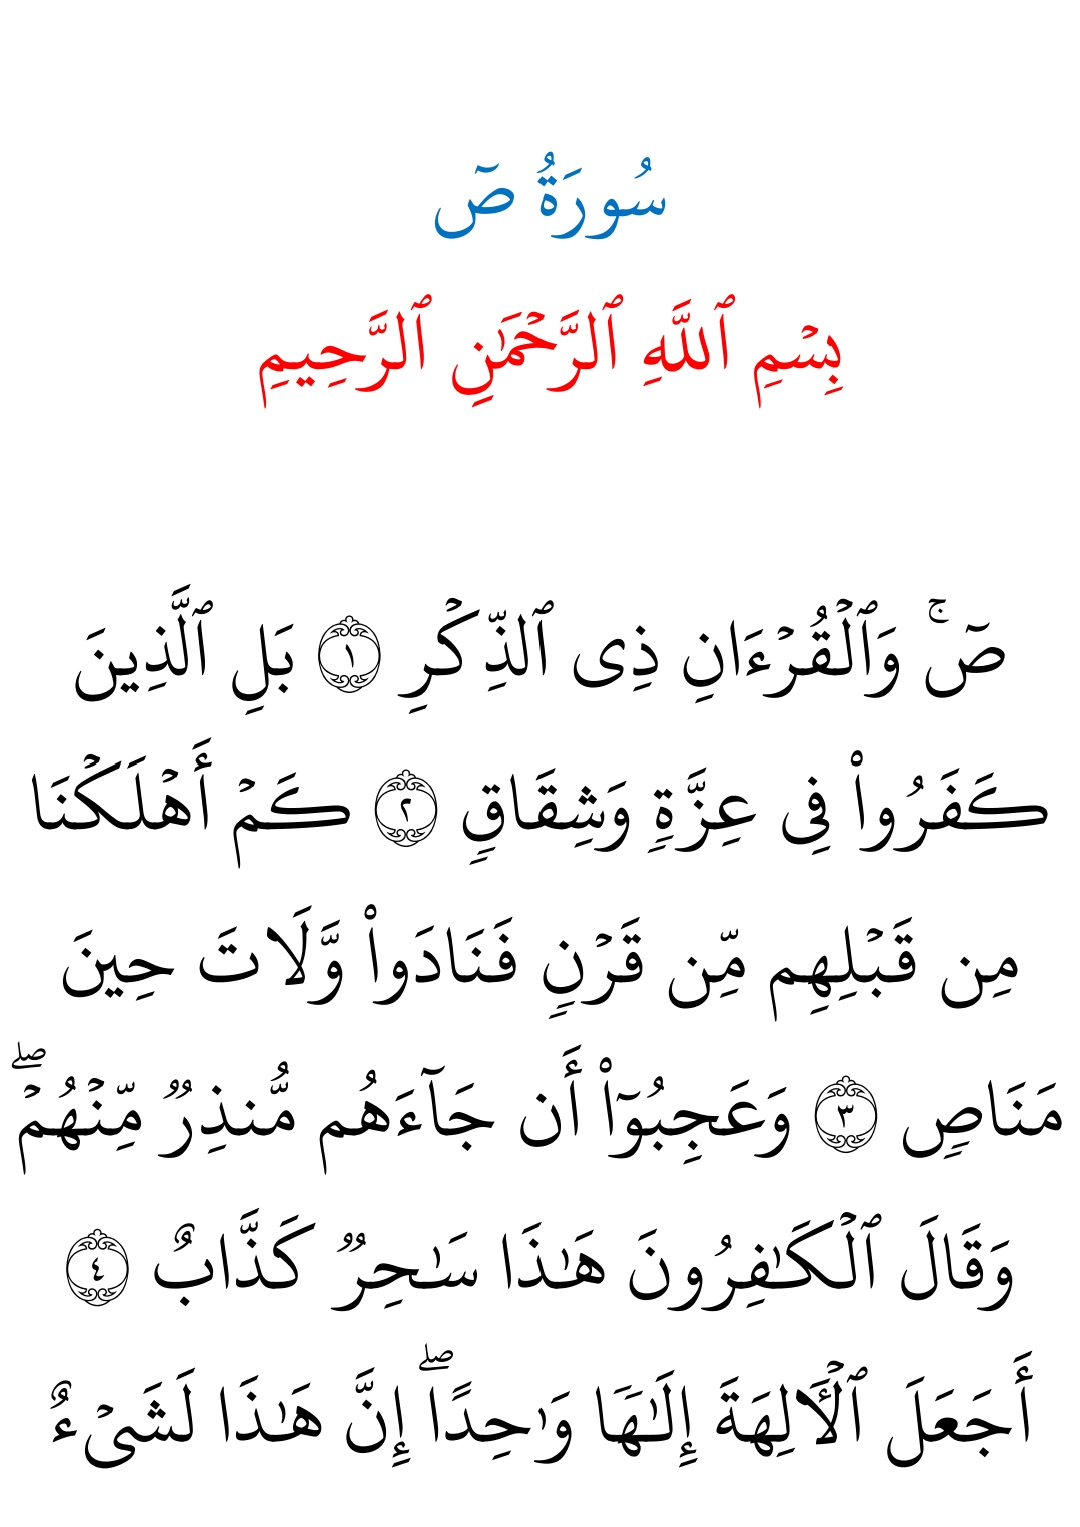 سُورَةُ صٓ
بِسۡمِ ٱللَّهِ ٱلرَّحۡمَٰنِ ٱلرَّحِيمِ
صٓۚ وَٱلۡقُرۡءَانِ ذِى ٱلذِّكۡرِ ١ بَلِ ٱلَّذِينَ
كَفَرُوا۟ فِى عِزَّةٍ وَشِقَاقٍ ٢ كَمۡ أَهۡلَكۡنَا
مِن قَبۡلِهِم مِّن قَرۡنٍ فَنَادَوا۟ وَّلَاتَ حِينَ
مَنَاصٍ ٣ وَعَجِبُوٓا۟ أَن جَآءَهُم مُّنذِرٌ مِّنۡهُمۡۖ
وَقَالَ ٱلۡكَـٰفِرُونَ هَـٰذَا سَـٰحِرٌ كَذَّابٌ ٤
أَجَعَلَ ٱلۡأَلِهَةَ إِلَـٰهًا وَٰحِدًاۖ إِنَّ هَـٰذَا لَشَىۡءٌ